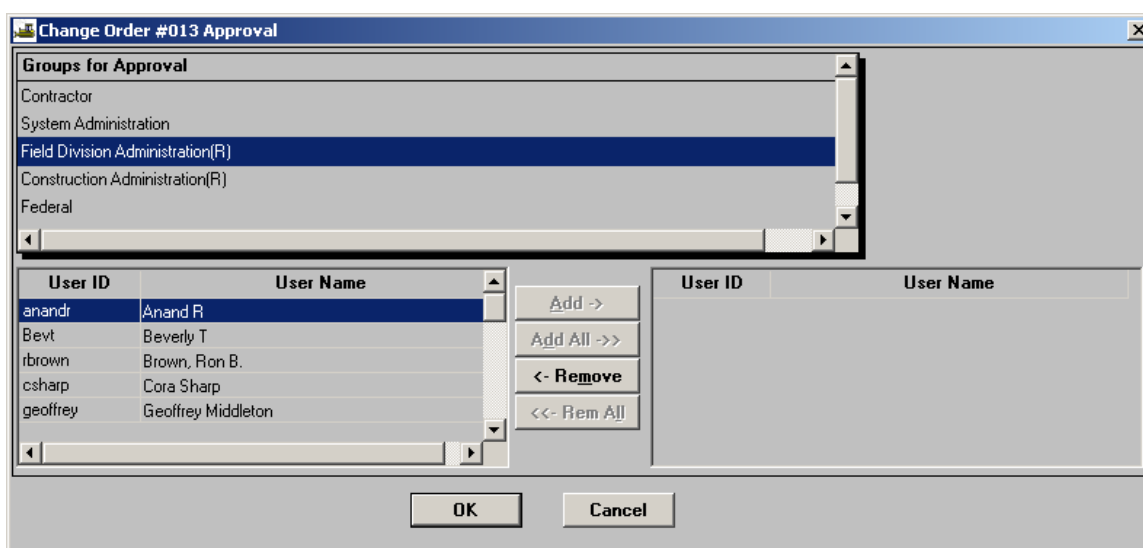 Change Order #013 Approval
Groups for Approval
Contractor
System Administration
Field Division Administration(R)
Construction Administration(R)
Federal
User ID User Name
anandr Anand R
Bevt Beverly T
rbrown Brown, Ron B.
csharp Cora Sharp
geoffrey Geoffrey Middleton
Add ->
Add All ->>
<- Remove
<<- Rem All
User ID User Name
OK Cancel